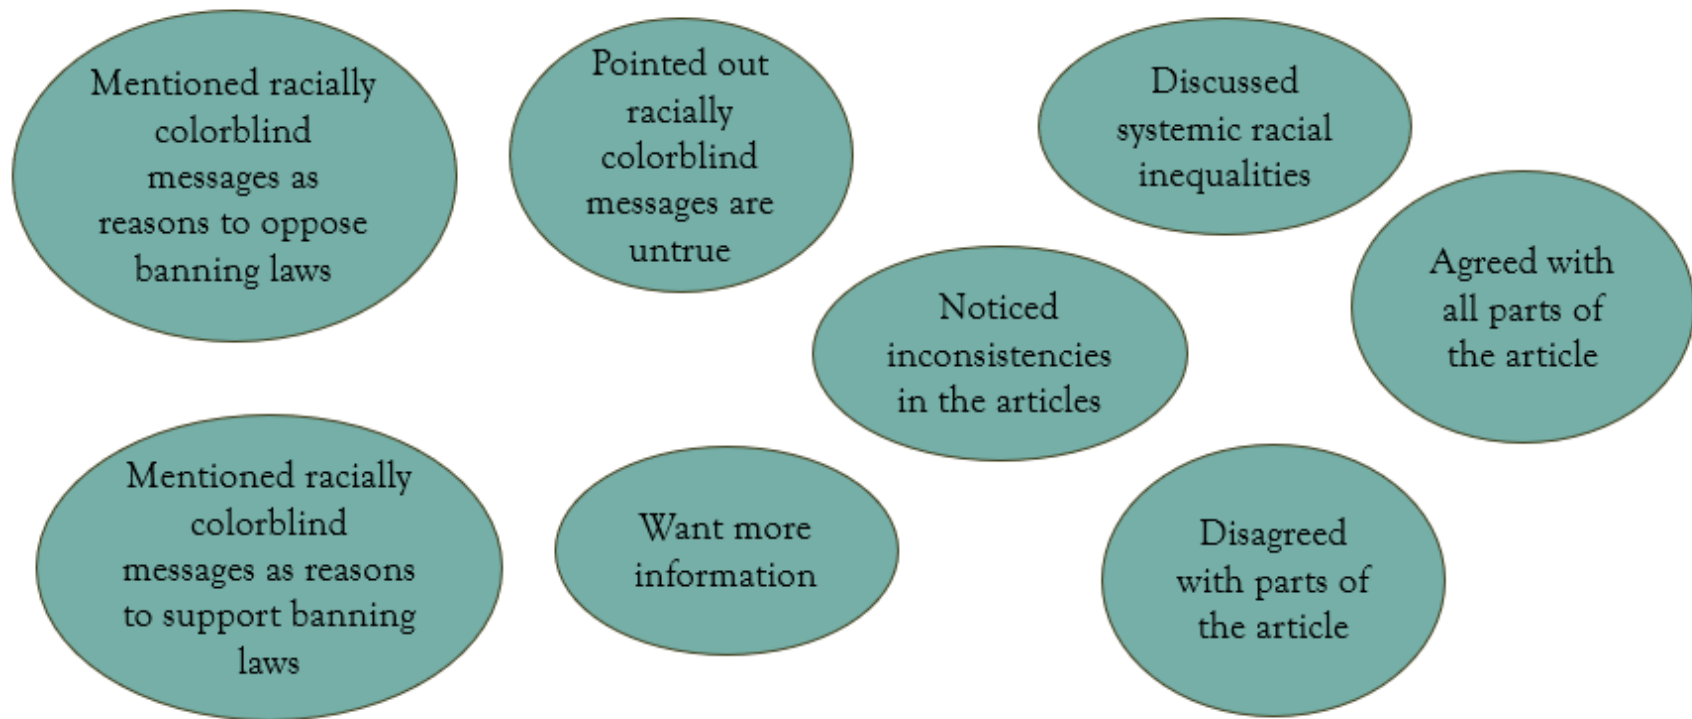 Mentioned racially
colorblind
messages as
reasons to oppose
banning laws
Pointed out
racially
colorblind
messages are
untrue
Discussed
systemic racial
inequalities
Agreed with
all parts of
the article
Noticed
inconsistencies
in the articles
Mentioned racially
colorblind
messages as reasons
to support banning
laws
Want more
information
Disagreed
with parts of
the article